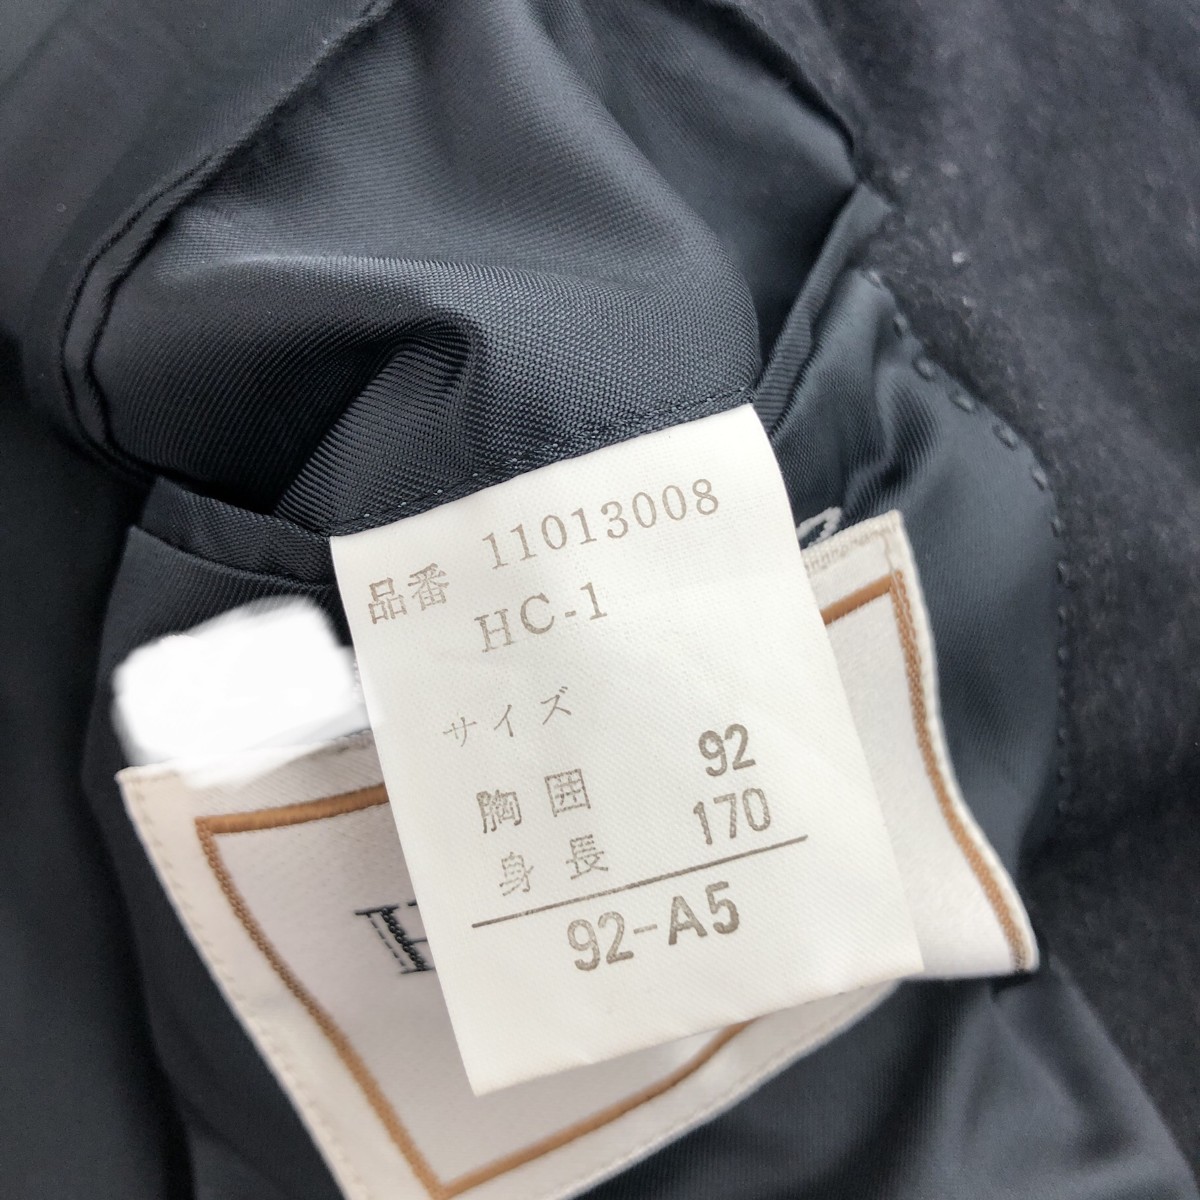 品番 11013008
HC-1
サイズ
胸囲 92
身長 170
92-A5